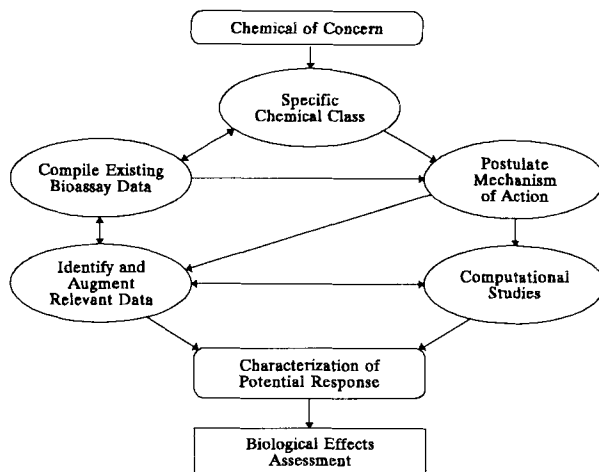 Chemical of Concern
Specific
Chemical Class
Compile Existing
Bioassay Data
Postulate
Mechanism
of Action
Identify and
Augment
Relevant Data
Computational
Studies
Characterization of
Potential Response
Biological Effects
Assessment